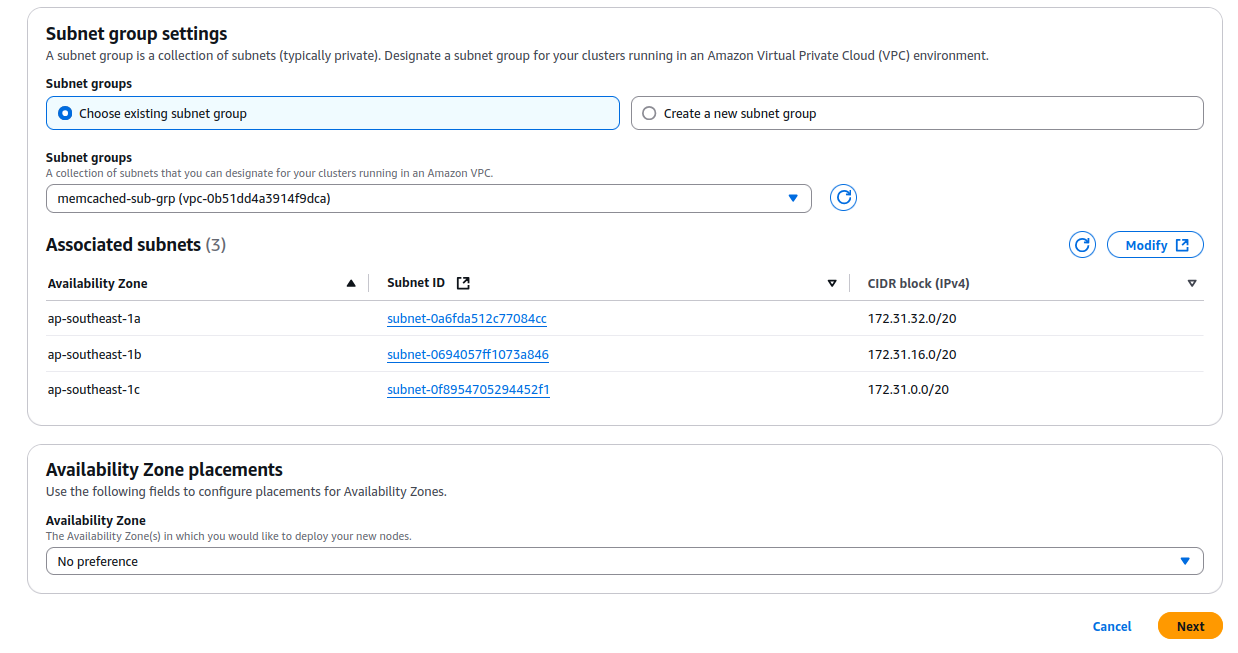 Subnet group settings
A subnet group is a collection of subnets (typically private). Designate a subnet group for your clusters running in an Amazon Virtual Private Cloud (VPC) environment.
Subnet groups
Choose existing subnet group
Create a new subnet group
Subnet groups
A collection of subnets that you can designate for your clusters running in an Amazon VPC.
memcached-sub-grp (vpc-0b51dd4a3914f9dca)
Associated subnets (3)
Modify
Availability Zone Subnet ID CIDR block (IPv4)
ap-southeast-1a subnet-0a6fda512c77084cc 172.31.32.0/20
ap-southeast-1b subnet-0694057ff1073a846 172.31.16.0/20
ap-southeast-1c subnet-0f8954705294452f1 172.31.0.0/20
Availability Zone placements
Use the following fields to configure placements for Availability Zones.
Availability Zone
The Availability Zone(s) in which you would like to deploy your new nodes.
No preference
Cancel
Next